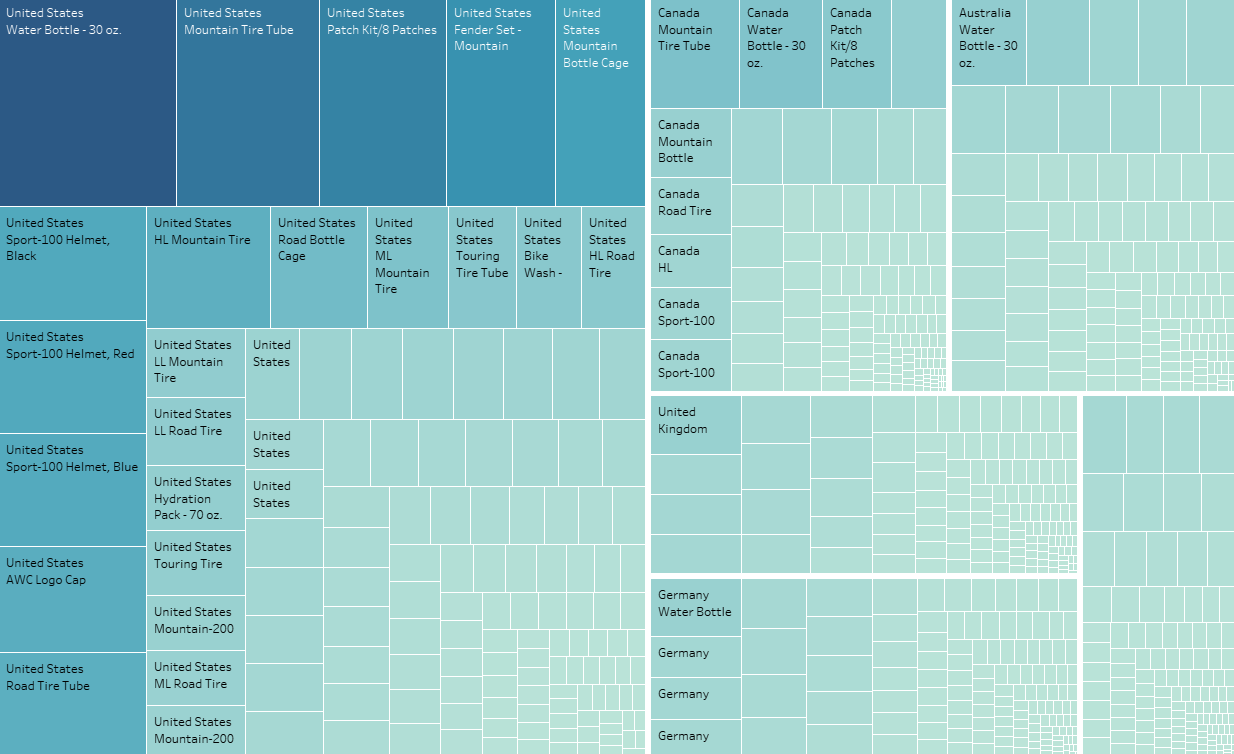 United States
Water Bottle - 30 oz.
United States
Mountain Tire Tube
United States
Patch Kit/8 Patches
United States
Fender Set -
Mountain
United
States
Mountain
Bottle Cage
United States
Sport-100 Helmet,
Black
United States
Sport-100 Helmet, Red
United States
Sport-100 Helmet, Blue
United States
AWC Logo Cap
United States
Road Tire Tube
United States
HL Mountain Tire
United States
Road Bottle
Cage
United
States
ML
Mountain
Tire
United
States
Touring
Tire Tube
United
States
Bike
Wash -
United
States
HL Road
Tire
United States
LL Mountain
Tire
United States
LL Road Tire
United States
Hydration
Pack - 70 oz.
United States
Touring Tire
United States
Mountain-200
United States
ML Road Tire
United States
Mountain-200
United
States
United
States
United
States
Canada
Mountain
Tire Tube
Canada
Water
Bottle - 30
oz.
Canada
Patch
Kit/8
Patches
Canada
Mountain
Bottle
Canada
Road Tire
Canada
HL
Canada
Sport-100
Canada
Sport-100
Australia
Water
Bottle - 30
oz.
United
Kingdom
Germany
Water Bottle
Germany
Germany
Germany